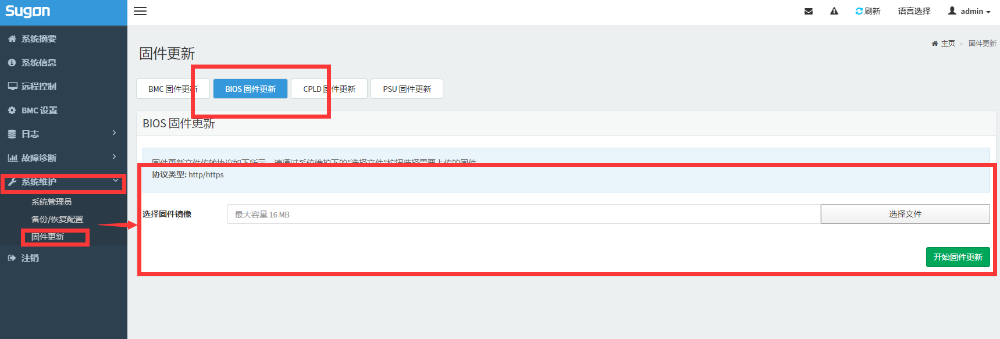 Sugon
刷新
语言选择
admin
系统摘要
系统信息
远程控制
BMC 设置
日志
故障诊断
系统维护
系统管理员
备份/恢复配置
固件更新
注销
固件更新
主页 > 固件更新
BMC 固件更新
BIOS 固件更新
CPLD 固件更新
PSU 固件更新
BIOS 固件更新
固件更新文件传输协议如下所示，请通过系统维护下的"选择文件"按钮选择需要上传的固件
协议类型: http/https
选择固件镜像
最大容量 16 MB
选择文件
开始固件更新